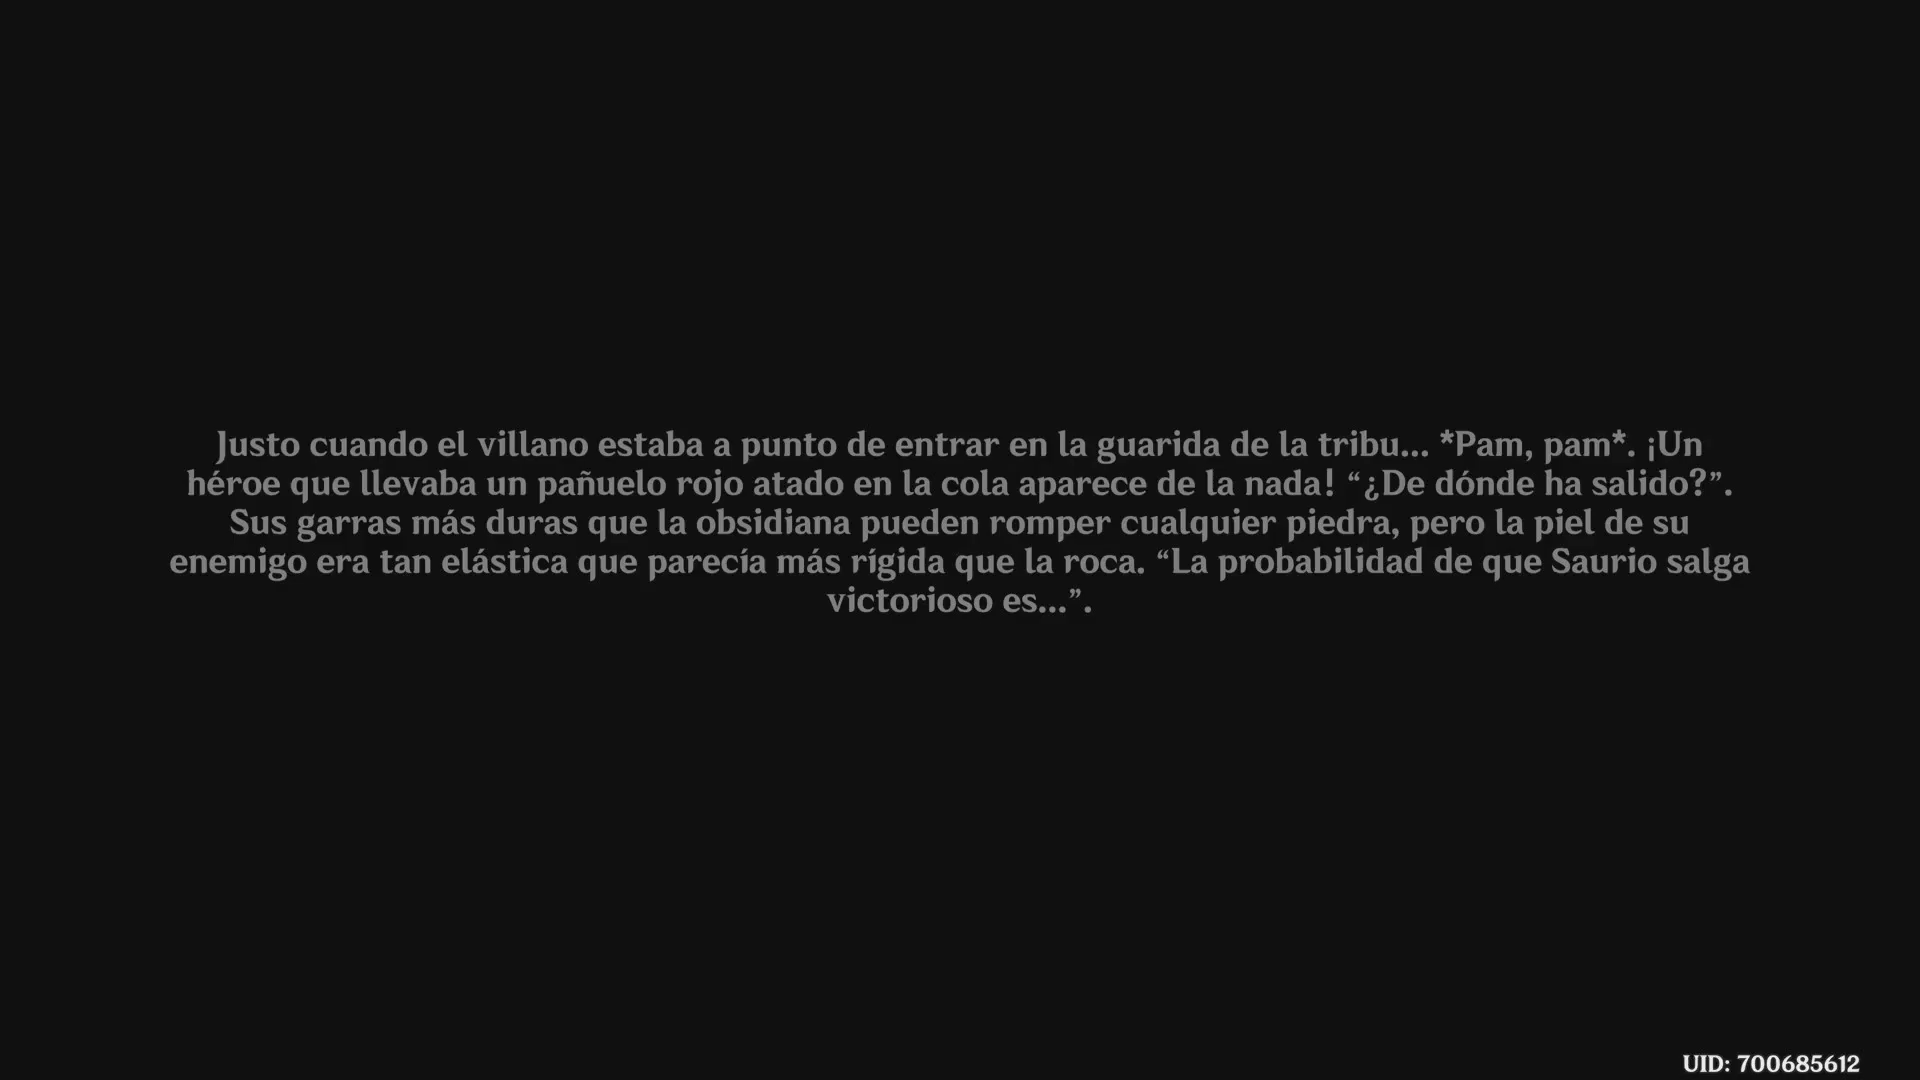 Justo cuando el villano estaba a punto de entrar en la guarida de la tribu... *Pam, pam*. ¡Un
héroe que llevaba un pañuelo rojo atado en la cola aparece de la nada! “¿De dónde ha salido?”.
Sus garras más duras que la obsidiana pueden romper cualquier piedra, pero la piel de su
enemigo era tan elástica que parecía más rígida que la roca. “La probabilidad de que Saurio salga
victorioso es...”.
UID: 700685612